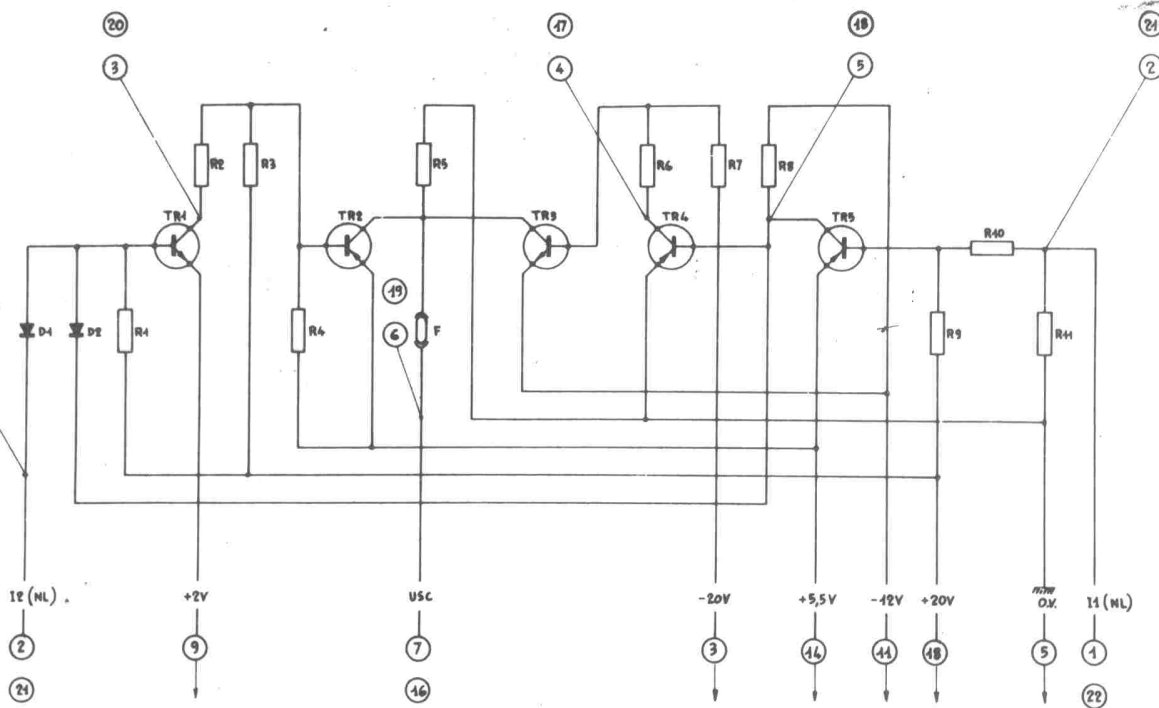 20 17 18 21
3 4 5 2
R2 R3 R5 R6 R7 R8
TR1 TR2 TR3 TR4 TR5
R10
19
D1 D2 R1 R4 6 F R9 R11
I2 (NL) +2V USC -20V +5,5V -12V +20V O.V. I1 (NL)
2 9 7 3 14 11 18 5 1
21 16 22